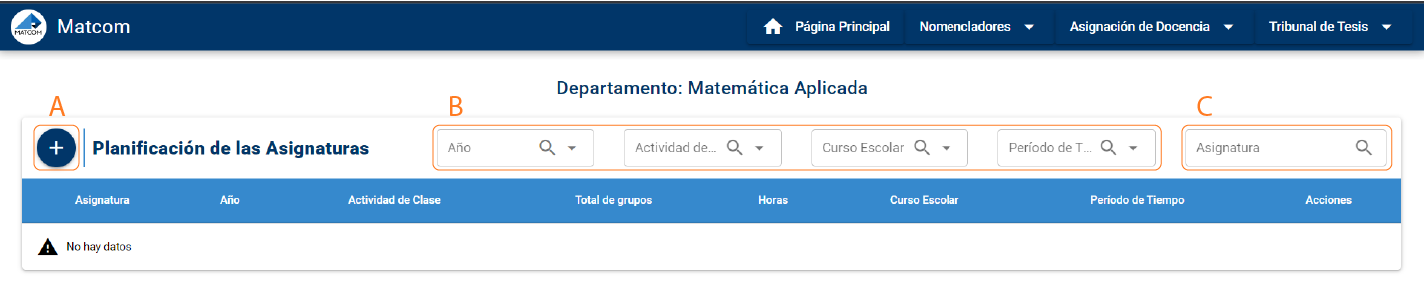 MATCOM Matcom Página Principal Nomencladores Asignación de Docencia Tribunal de Tesis
Departamento: Matemática Aplicada
A B C
Planificación de las Asignaturas Año Actividad de... Curso Escolar Período de T... Asignatura
Asignatura Año Actividad de Clase Total de grupos Horas Curso Escolar Período de Tiempo Acciones
No hay datos